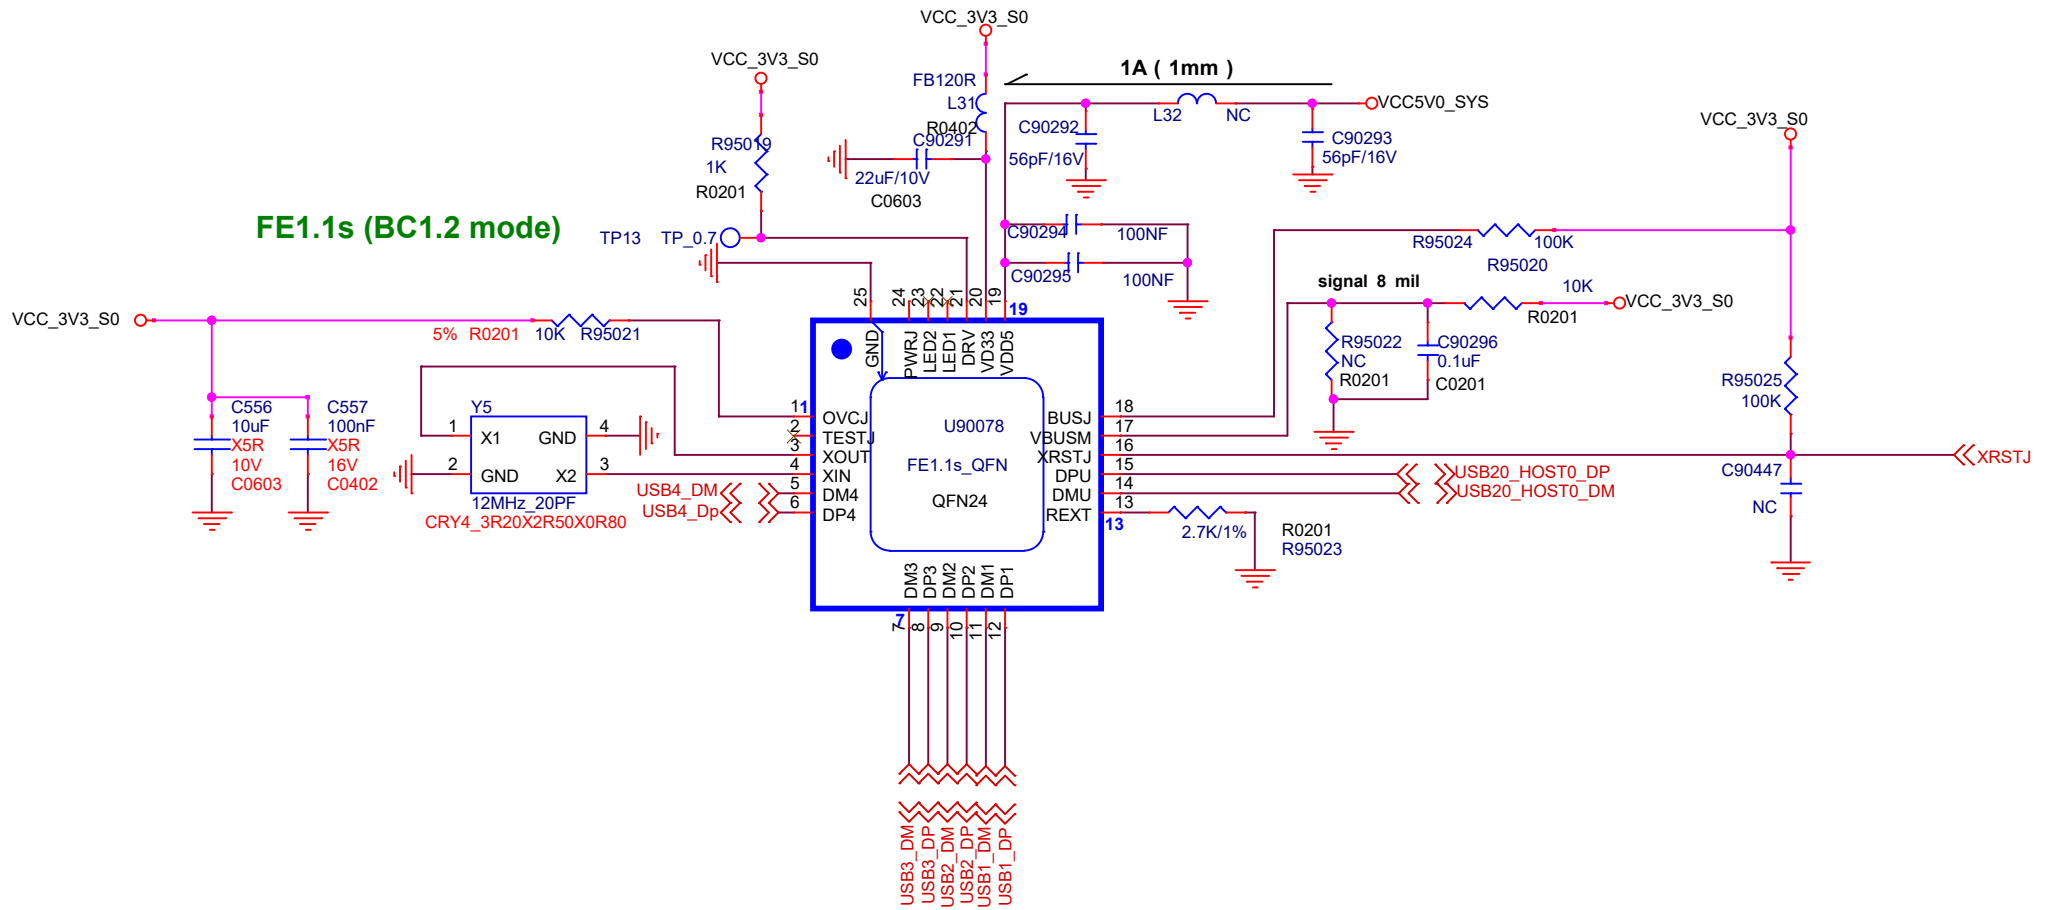 VCC_3V3_S0
VCC_3V3_S0
FB120R
L31
R0402
C90291
22uF/10V
C0603
1A ( 1mm )
VCC5V0_SYS
L32
NC
C90292
56pF/16V
C90293
56pF/16V
VCC_3V3_S0
R95019
1K
R0201
FE1.1s (BC1.2 mode)
TP13
TP_0.7
C90294
100NF
C90295
100NF
R95024
100K
R95020
signal 8 mil
10K
VCC_3V3_S0
R0201
R95022
NC
R0201
C90296
0.1uF
C0201
R95025
100K
VCC_3V3_S0
5% R0201
10K
R95021
C556
10uF
X5R
10V
C0603
C557
100nF
X5R
16V
C0402
Y5
1
X1
GND
4
2
GND
X2
3
12MHz_20PF
CRY4_3R20X2R50X0R80
USB4_DM
USB4_Dp
25
24
23
22
21
20
19
19
GND
PWRJ
LED2
LED1
DRV
VD33
VDD5
1
1
OVCJ
2
TESTJ
3
XOUT
4
XIN
5
DM4
6
DP4
U90078
FE1.1s_QFN
QFN24
BUSJ
18
VBUSM
17
XRSTJ
16
DPU
15
DMU
14
REXT
13
13
USB20_HOST0_DP
USB20_HOST0_DM
2.7K/1%
R0201
R95023
C90447
NC
XRSTJ
DM3
DP3
DM2
DP2
DM1
DP1
7
7
8
9
10
11
12
USB3_DM
USB3_DP
USB2_DM
USB2_DP
USB1_DM
USB1_DP